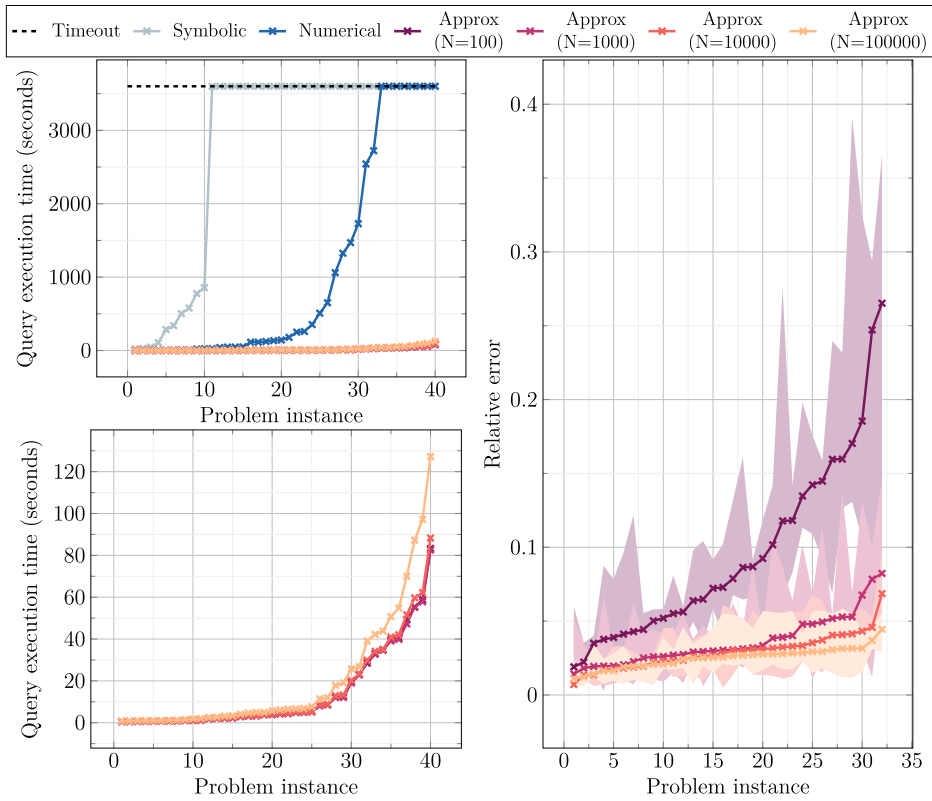 Timeout
Symbolic
Numerical
Approx
(N=100)
Approx
(N=1000)
Approx
(N=10000)
Approx
(N=100000)
3000
2000
1000
0
Query execution time (seconds)
0
10
20
30
40
Problem instance
120
100
80
60
40
20
0
Query execution time (seconds)
0
10
20
30
40
Problem instance
0.4
0.3
0.2
0.1
0
Relative error
0
5
10
15
20
25
30
35
Problem instance